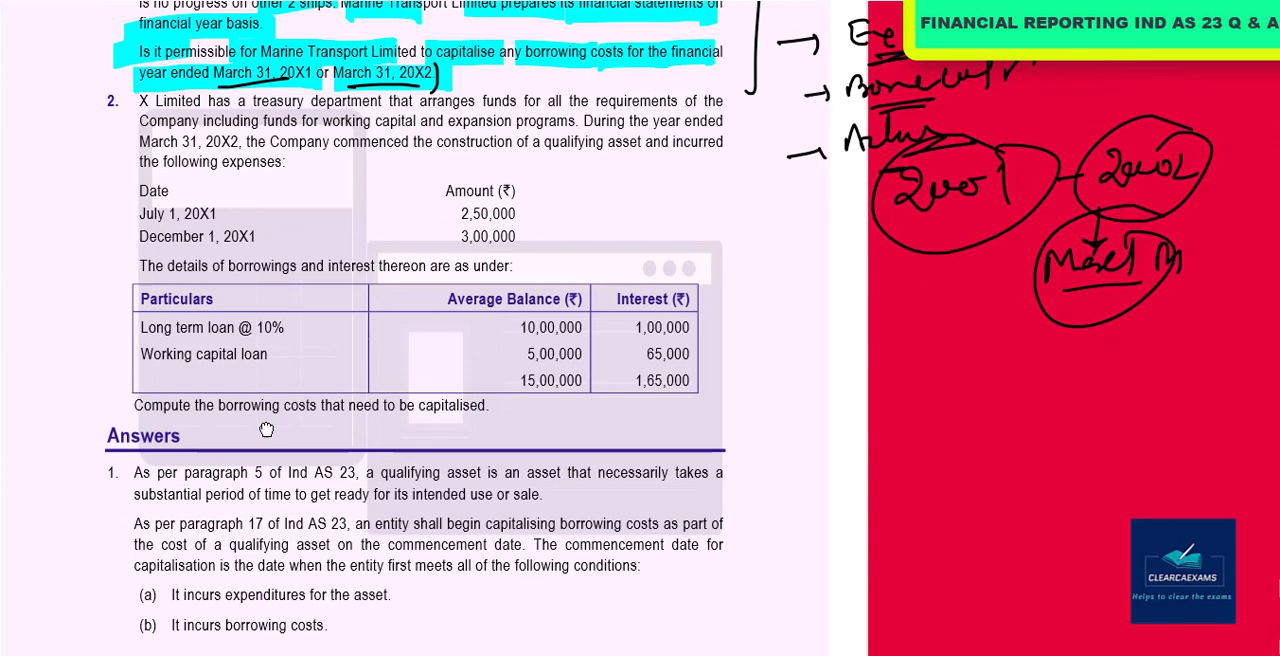 is no progress on other 2 ships. Marine Transport Limited prepares its financial statements on
financial year basis.
Is it permissible for Marine Transport Limited to capitalise any borrowing costs for the financial
year ended March 31, 20X1 or March 31, 20X2.
2. X Limited has a treasury department that arranges funds for all the requirements of the
Company including funds for working capital and expansion programs. During the year ended
March 31, 20X2, the Company commenced the construction of a qualifying asset and incurred
the following expenses:
Date Amount (₹)
July 1, 20X1 2,50,000
December 1, 20X1 3,00,000
The details of borrowings and interest thereon are as under:
Particulars Average Balance (₹) Interest (₹)
Long term loan @ 10% 10,00,000 1,00,000
Working capital loan 5,00,000 65,000
15,00,000 1,65,000
Compute the borrowing costs that need to be capitalised.
Answers
1. As per paragraph 5 of Ind AS 23, a qualifying asset is an asset that necessarily takes a
substantial period of time to get ready for its intended use or sale.
As per paragraph 17 of Ind AS 23, an entity shall begin capitalising borrowing costs as part
of the cost of a qualifying asset on the commencement date. The commencement date for
capitalisation is the date when the entity first meets all of the following conditions:
(a) It incurs expenditures for the asset.
(b) It incurs borrowing costs.
FINANCIAL REPORTING IND AS 23 Q & A
CLEARCAEXAMS
Helps to clear the exams